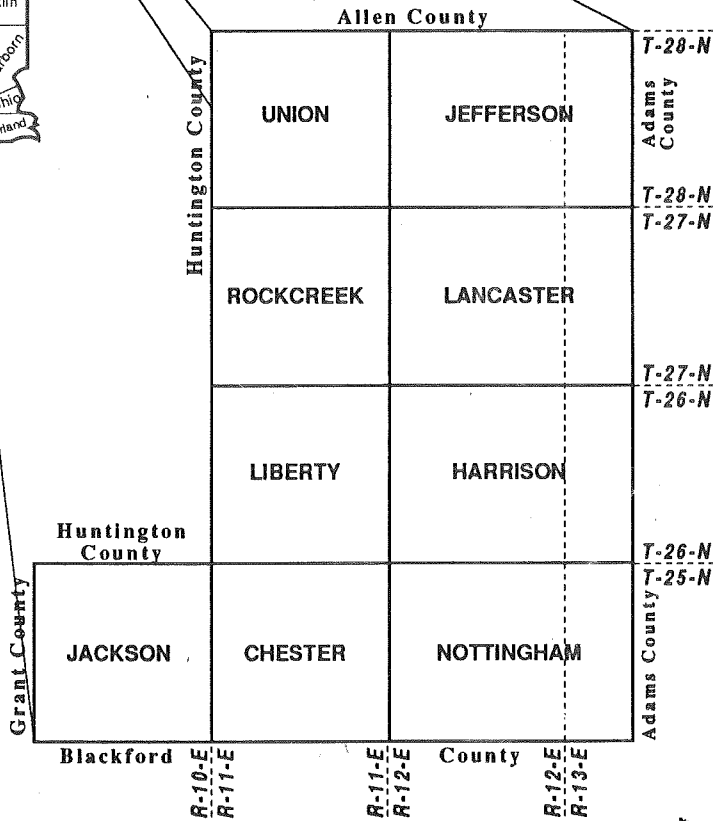 Allen County
T-28-N
Huntington County
Adams County
UNION
JEFFERSON
T-28-N
T-27-N
ROCKCREEK
LANCASTER
T-27-N
T-26-N
LIBERTY
HARRISON
Huntington
County
T-26-N
T-25-N
Grant County
Adams County
JACKSON
CHESTER
NOTTINGHAM
Blackford
County
R-10-E
R-11-E
R-11-E
R-12-E
R-12-E
R-13-E